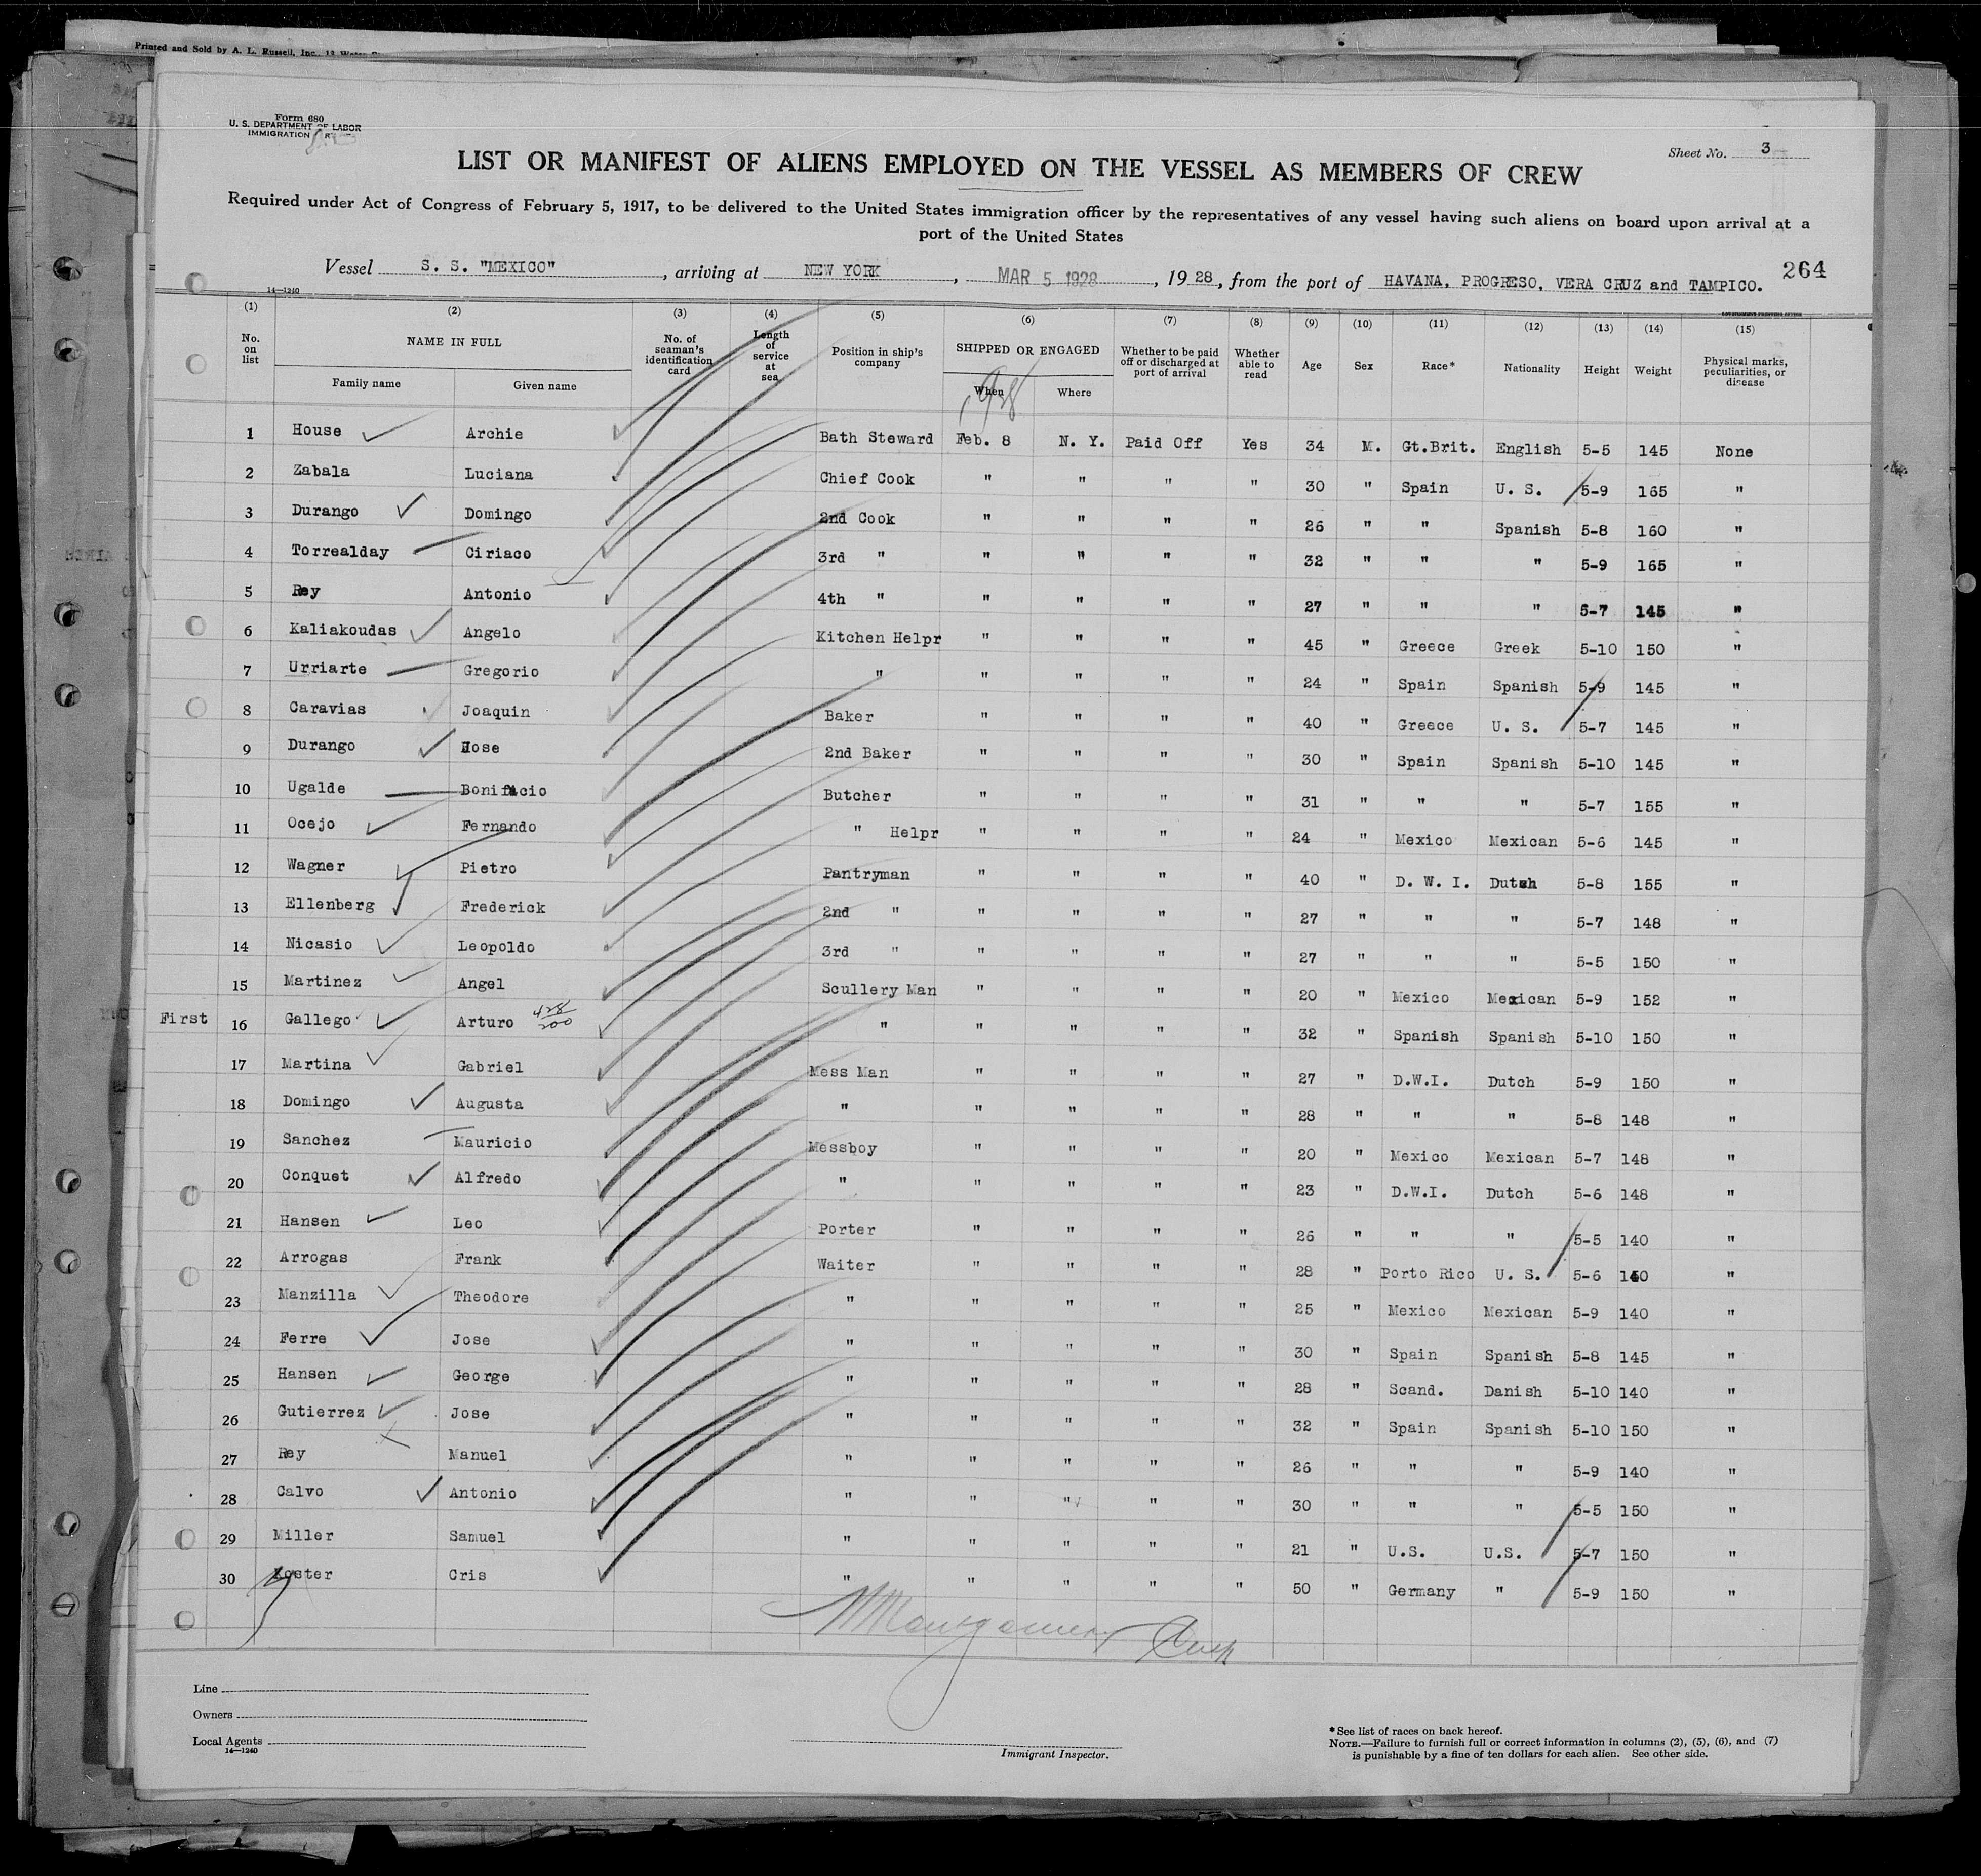 Printed and Sold by A. L. Russell, Inc.,
Form 680
U. S. DEPARTMENT OF LABOR
IMMIGRATION
Sheet No. 3
LIST OR MANIFEST OF ALIENS EMPLOYED ON THE VESSEL AS MEMBERS OF CREW
Required under Act of Congress of February 5, 1917, to be delivered to the United States immigration officer by the representatives of any vessel having such aliens on board upon arrival at a
port of the United States
264
Vessel S. S. "MEXICO", arriving at NEW YORK, MAR 5 1928, 1928, from the port of HAVANA, PROGRESO, VERA CRUZ and TAMPICO.
14—1240
(1) (2) (3) (4) (5) (6) (7) (8) (9) (10) (11) (12) (13) (14) (15)
No. on list NAME IN FULL No. of seaman's identification card Length of service at sea Position in ship's company SHIPPED OR ENGAGED Whether to be paid off or discharged at port of arrival Whether able to read Age Sex Race* Nationality Height Weight Physical marks, peculiarities, or disease
Family name Given name When Where
1928
1 House Archie Bath Steward Feb. 8 N. Y. Paid Off Yes 34 M. Gt.Brit. English 5-5 145 None
2 Zabala Luciana Chief Cook " " " " 30 " Spain U. S. 5-9 165 "
3 Durango Domingo 2nd Cook " " " " 26 " " Spanish 5-8 160 "
4 Torrealday Ciriaco 3rd " " " " " 32 " " " 5-9 165 "
5 Rey Antonio 4th " " " " " 27 " " " 5-7 145 "
6 Kaliakoudas Angelo Kitchen Helpr " " " " 45 " Greece Greek 5-10 150 "
7 Urriarte Gregorio " " " " " 24 " Spain Spanish 5-9 145 "
8 Caravias Joaquin Baker " " " " 40 " Greece U. S. 5-7 145 "
9 Durango Hose 2nd Baker " " " " 30 " Spain Spanish 5-10 145 "
10 Ugalde Bonifacio Butcher " " " " 31 " " " 5-7 155 "
11 Ocejo Fernando " Helpr " " " " 24 " Mexico Mexican 5-6 145 "
12 Wagner Pietro Pantryman " " " " 40 " D. W. I. Dutch 5-8 155 "
13 Ellenberg Frederick 2nd " " " " " 27 " " " 5-7 148 "
14 Nicasio Leopoldo 3rd " " " " " 27 " " " 5-5 150 "
15 Martinez Angel Scullery Man " " " " 20 " Mexico Mexican 5-9 152 "
First 16 Gallego Arturo 428/200 " " " " " 32 " Spanish Spanish 5-10 150 "
17 Martina Gabriel Mess Man " " " " 27 " D.W.I. Dutch 5-9 150 "
18 Domingo Augusta " " " " " 28 " " " 5-8 148 "
19 Sanchez Mauricio Messboy " " " " 20 " Mexico Mexican 5-7 148 "
20 Conquet Alfredo " " " " " 23 " D.W.I. Dutch 5-6 148 "
21 Hansen Leo Porter " " " " 26 " " " 5-5 140 "
22 Arrogas Frank Waiter " " " " 28 " Porto Rico U. S. 5-6 140 "
23 Manzilla Theodore " " " " " 25 " Mexico Mexican 5-9 140 "
24 Ferre Jose " " " " " 30 " Spain Spanish 5-8 145 "
25 Hansen George " " " " " 28 " Scand. Danish 5-10 140 "
26 Gutierrez Jose " " " " " 32 " Spain Spanish 5-10 150 "
27 Rey Manuel " " " " " 26 " " " 5-9 140 "
28 Calvo Antonio " " " " " 30 " " " 5-5 150 "
29 Miller Samuel " " " " " 21 " U.S. U.S. 5-7 150 "
30 Koster Cris " " " " " 50 " Germany " 5-9 150 "
Line
Owners
Local Agents
14—1240
Immigrant Inspector.
*See list of races on back hereof.
NOTE.—Failure to furnish full or correct information in columns (2), (5), (6), and (7)
is punishable by a fine of ten dollars for each alien. See other side.